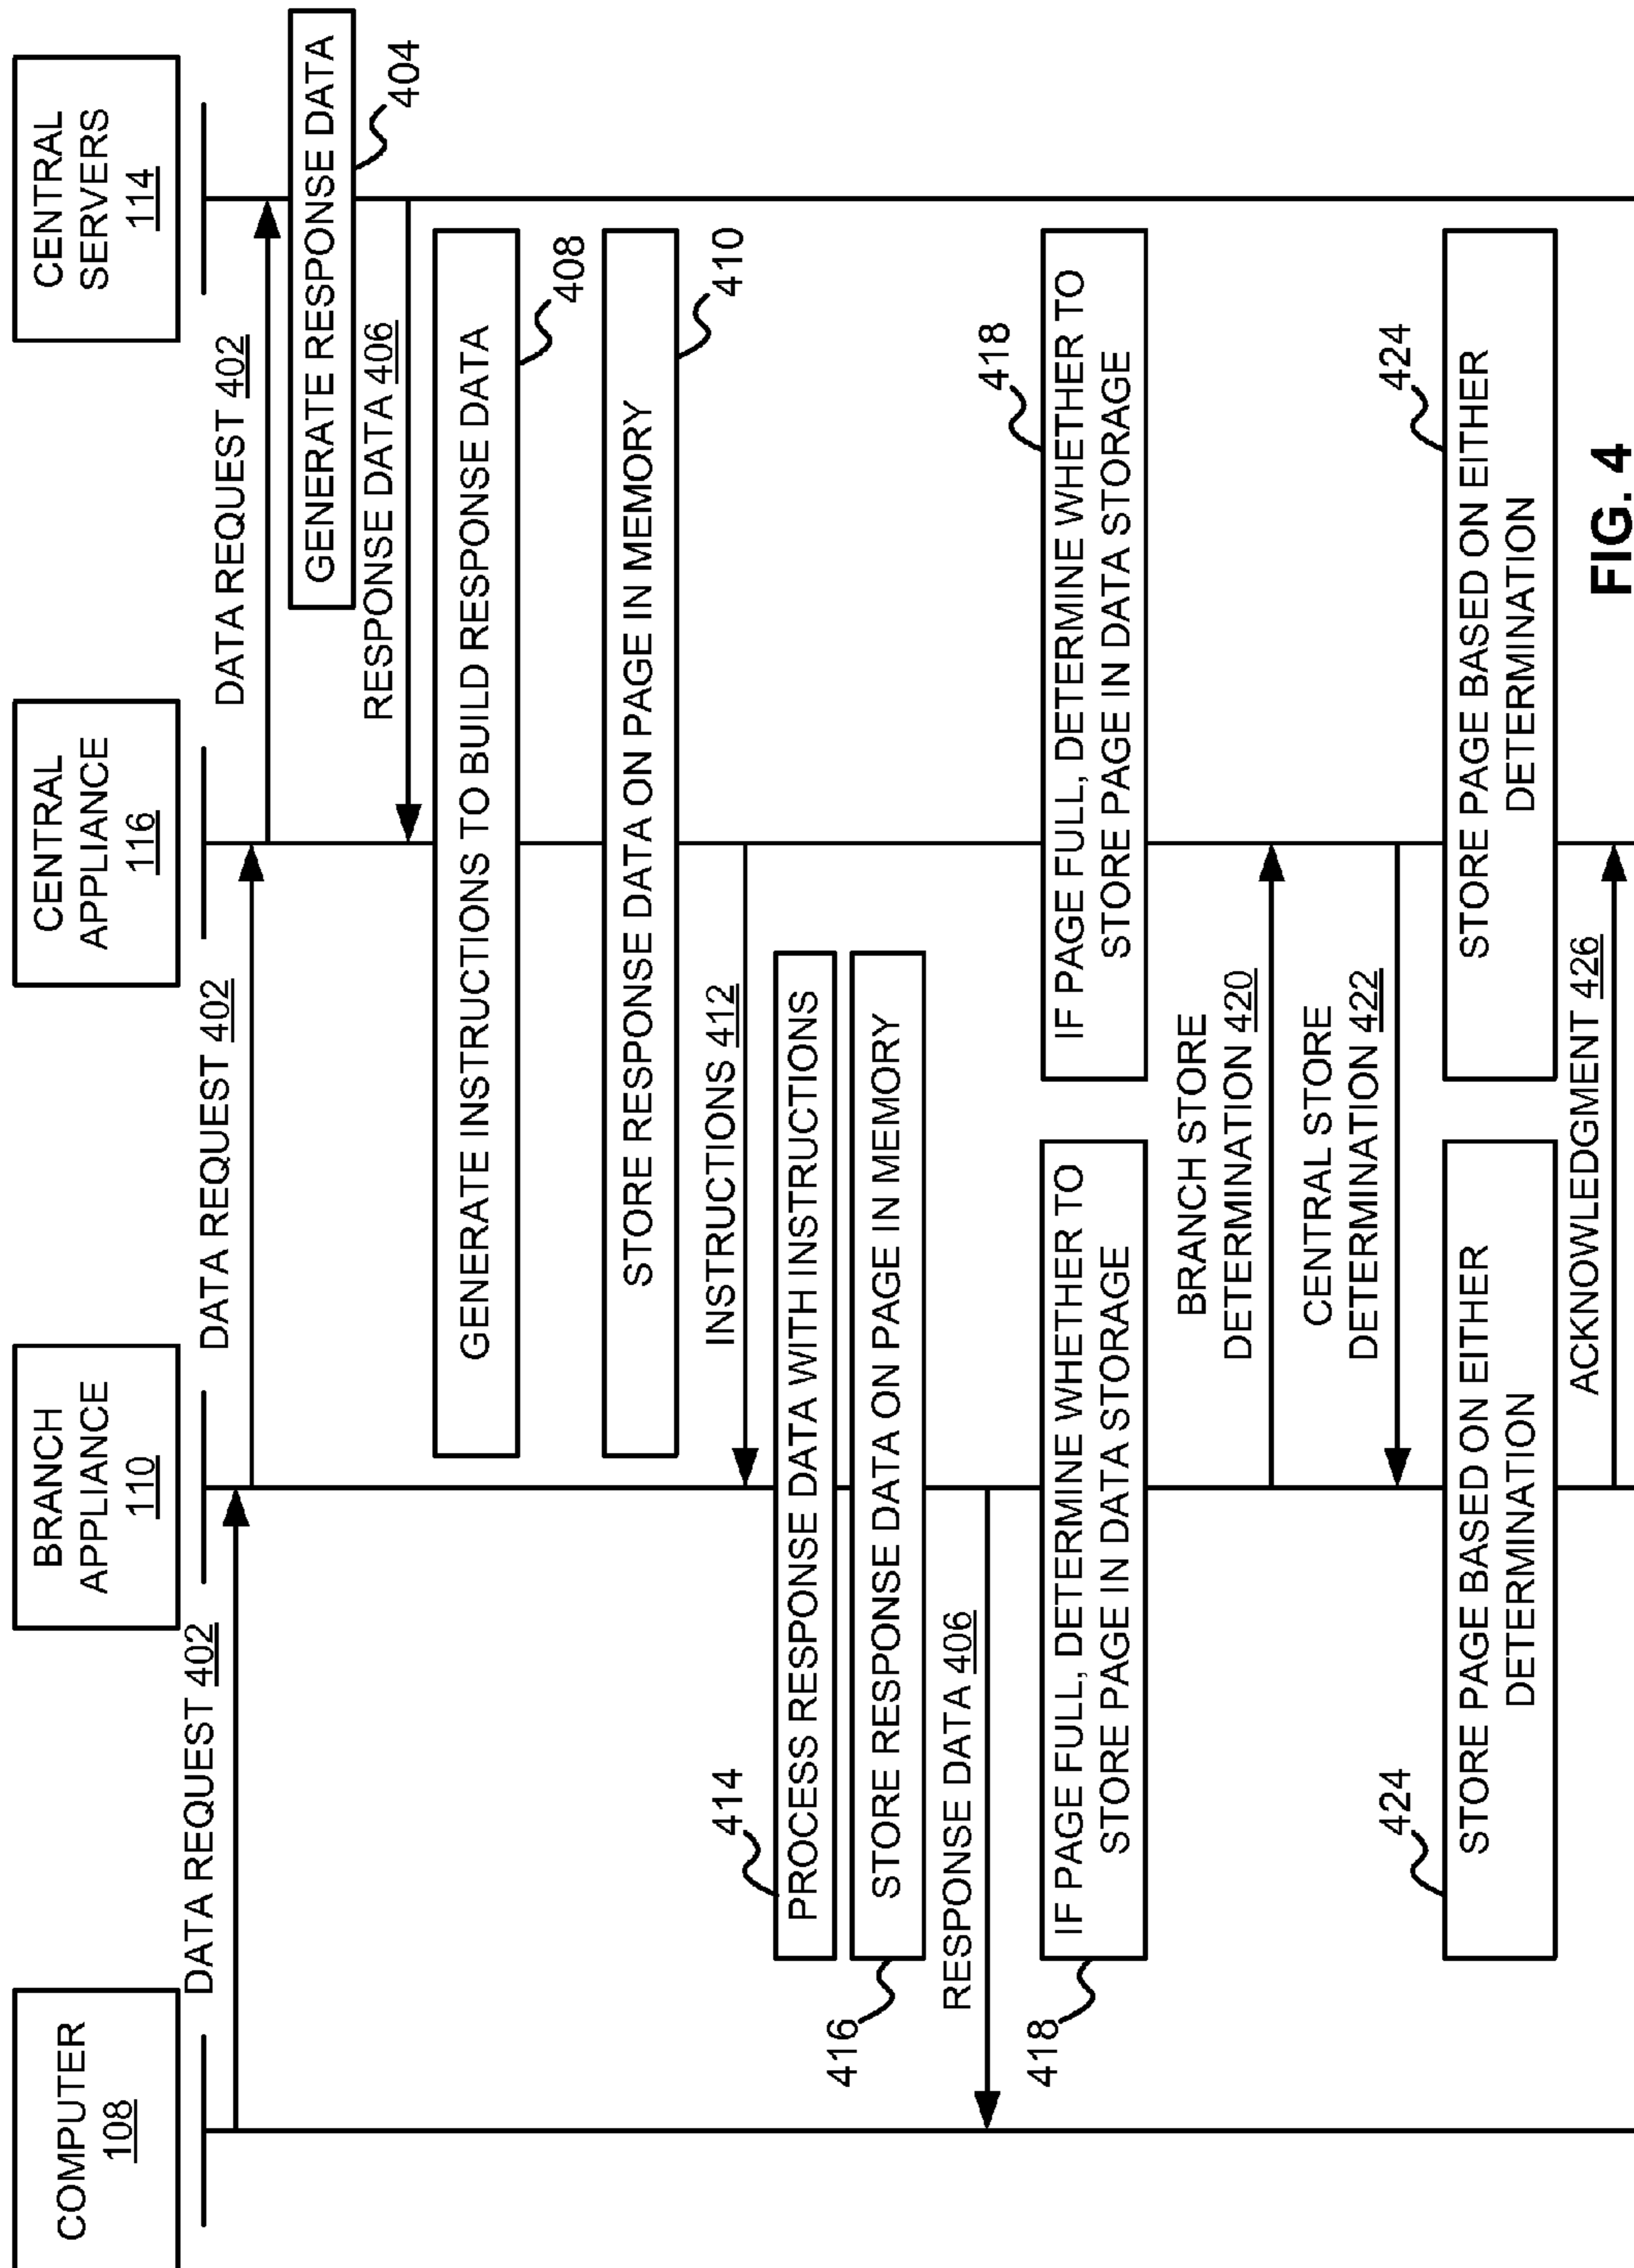 COMPUTER
108
BRANCH
APPLIANCE
110
CENTRAL
APPLIANCE
116
CENTRAL
SERVERS
114
DATA REQUEST 402
DATA REQUEST 402
DATA REQUEST 402
GENERATE RESPONSE DATA
404
RESPONSE DATA 406
GENERATE INSTRUCTIONS TO BUILD RESPONSE DATA
408
STORE RESPONSE DATA ON PAGE IN MEMORY
410
INSTRUCTIONS 412
414
PROCESS RESPONSE DATA WITH INSTRUCTIONS
STORE RESPONSE DATA ON PAGE IN MEMORY
416
RESPONSE DATA 406
418
IF PAGE FULL, DETERMINE WHETHER TO
STORE PAGE IN DATA STORAGE
418
IF PAGE FULL, DETERMINE WHETHER TO
STORE PAGE IN DATA STORAGE
BRANCH STORE
DETERMINATION 420
CENTRAL STORE
DETERMINATION 422
424
STORE PAGE BASED ON EITHER
DETERMINATION
424
STORE PAGE BASED ON EITHER
DETERMINATION
ACKNOWLEDGMENT 426
FIG. 4